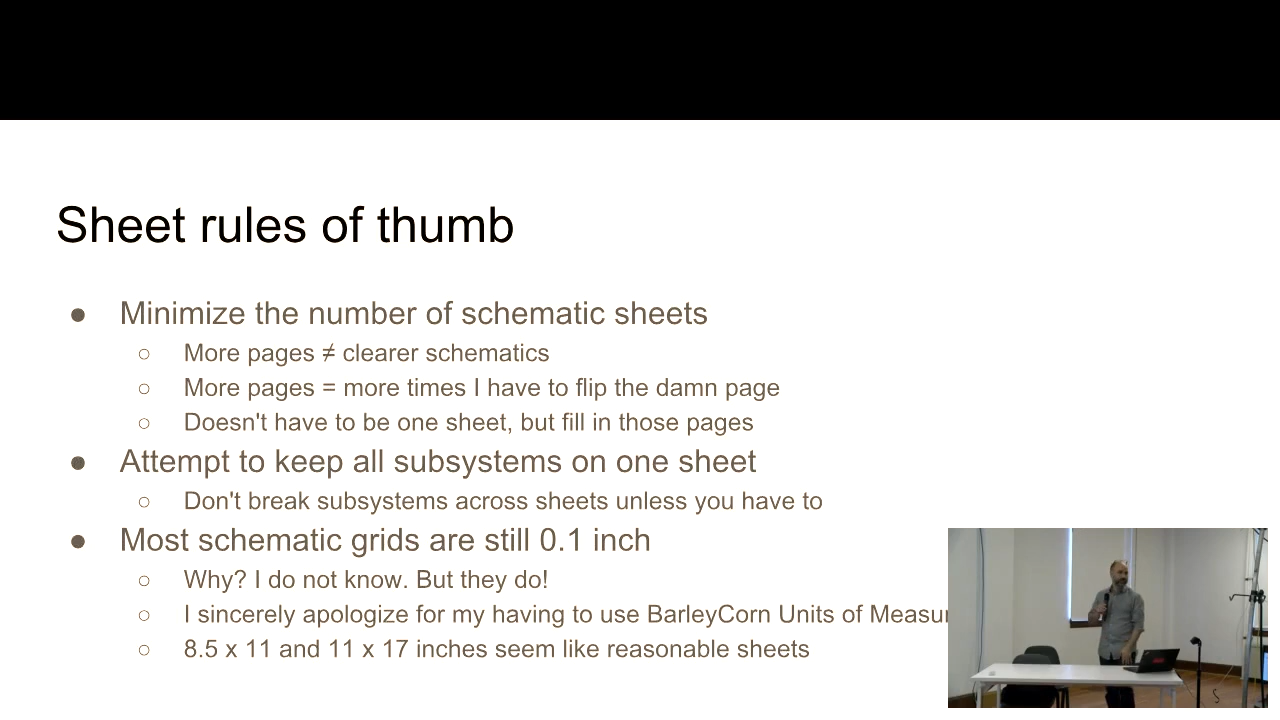 Sheet rules of thumb
● Minimize the number of schematic sheets
○ More pages ≠ clearer schematics
○ More pages = more times I have to flip the damn page
○ Doesn't have to be one sheet, but fill in those pages
● Attempt to keep all subsystems on one sheet
○ Don't break subsystems across sheets unless you have to
● Most schematic grids are still 0.1 inch
○ Why? I do not know. But they do!
○ I sincerely apologize for my having to use BarleyCorn Units of
○ 8.5 x 11 and 11 x 17 inches seem like reasonable sheets